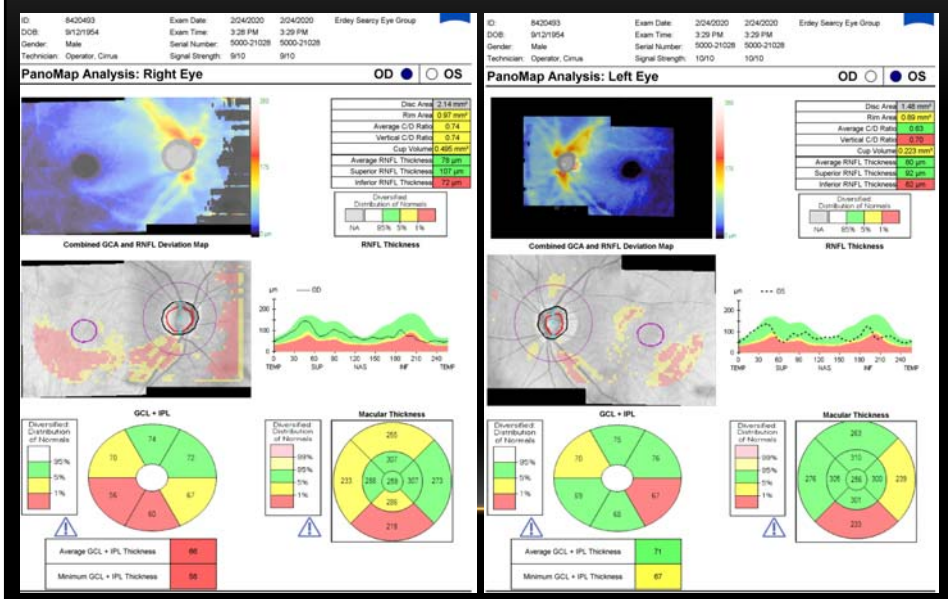 ID: 8420493 Exam Date: 2/24/2020 2/24/2020 Erdey Searcy Eye Group
DOB: 9/12/1954 Exam Time: 3:28 PM 3:29 PM
Gender: Male Serial Number: 5000-21028 5000-21028
Technician: Operator, Cirrus Signal Strength: 9/10 9/10
PanoMap Analysis: Right Eye OD OS
Disc Area 2.14 mm²
Rim Area 0.97 mm²
Average C/D Ratio 0.74
Vertical C/D Ratio 0.74
Cup Volume 0.495 mm³
Average RNFL Thickness 78 µm
Superior RNFL Thickness 107 µm
Inferior RNFL Thickness 72 µm
Diversified
Distribution of Normals
NA 95% 5% 1%
Combined GCA and RNFL Deviation Map RNFL Thickness
µm OD
200
100
0
0 30 60 90 120 150 180 210 240
TEMP SUP NAS INF TEMP
GCL + IPL Macular Thickness
Diversified
Distribution
of Normals
95%
5%
1%
74
70 72
56 67
60
Diversified
Distribution
of Normals
99%
95%
5%
1%
255
307
233 288 259 307 273
286
218
Average GCL + IPL Thickness 66
Minimum GCL + IPL Thickness 58
ID: 8420493 Exam Date: 2/24/2020 2/24/2020 Erdey Searcy Eye Group
DOB: 9/12/1954 Exam Time: 3:29 PM 3:29 PM
Gender: Male Serial Number: 5000-21028 5000-21028
Technician: Operator, Cirrus Signal Strength: 10/10 10/10
PanoMap Analysis: Left Eye OD OS
Disc Area 1.48 mm²
Rim Area 0.89 mm²
Average C/D Ratio 0.63
Vertical C/D Ratio 0.70
Cup Volume 0.223 mm³
Average RNFL Thickness 80 µm
Superior RNFL Thickness 92 µm
Inferior RNFL Thickness 62 µm
Diversified
Distribution of Normals
NA 95% 5% 1%
Combined GCA and RNFL Deviation Map RNFL Thickness
µm OS
200
100
0
0 30 60 90 120 150 180 210 240
TEMP SUP NAS INF TEMP
GCL + IPL Macular Thickness
Diversified
Distribution
of Normals
95%
5%
1%
75
70 76
69 67
68
Diversified
Distribution
of Normals
99%
95%
5%
1%
263
310
276 305 256 300 239
301
233
Average GCL + IPL Thickness 71
Minimum GCL + IPL Thickness 67